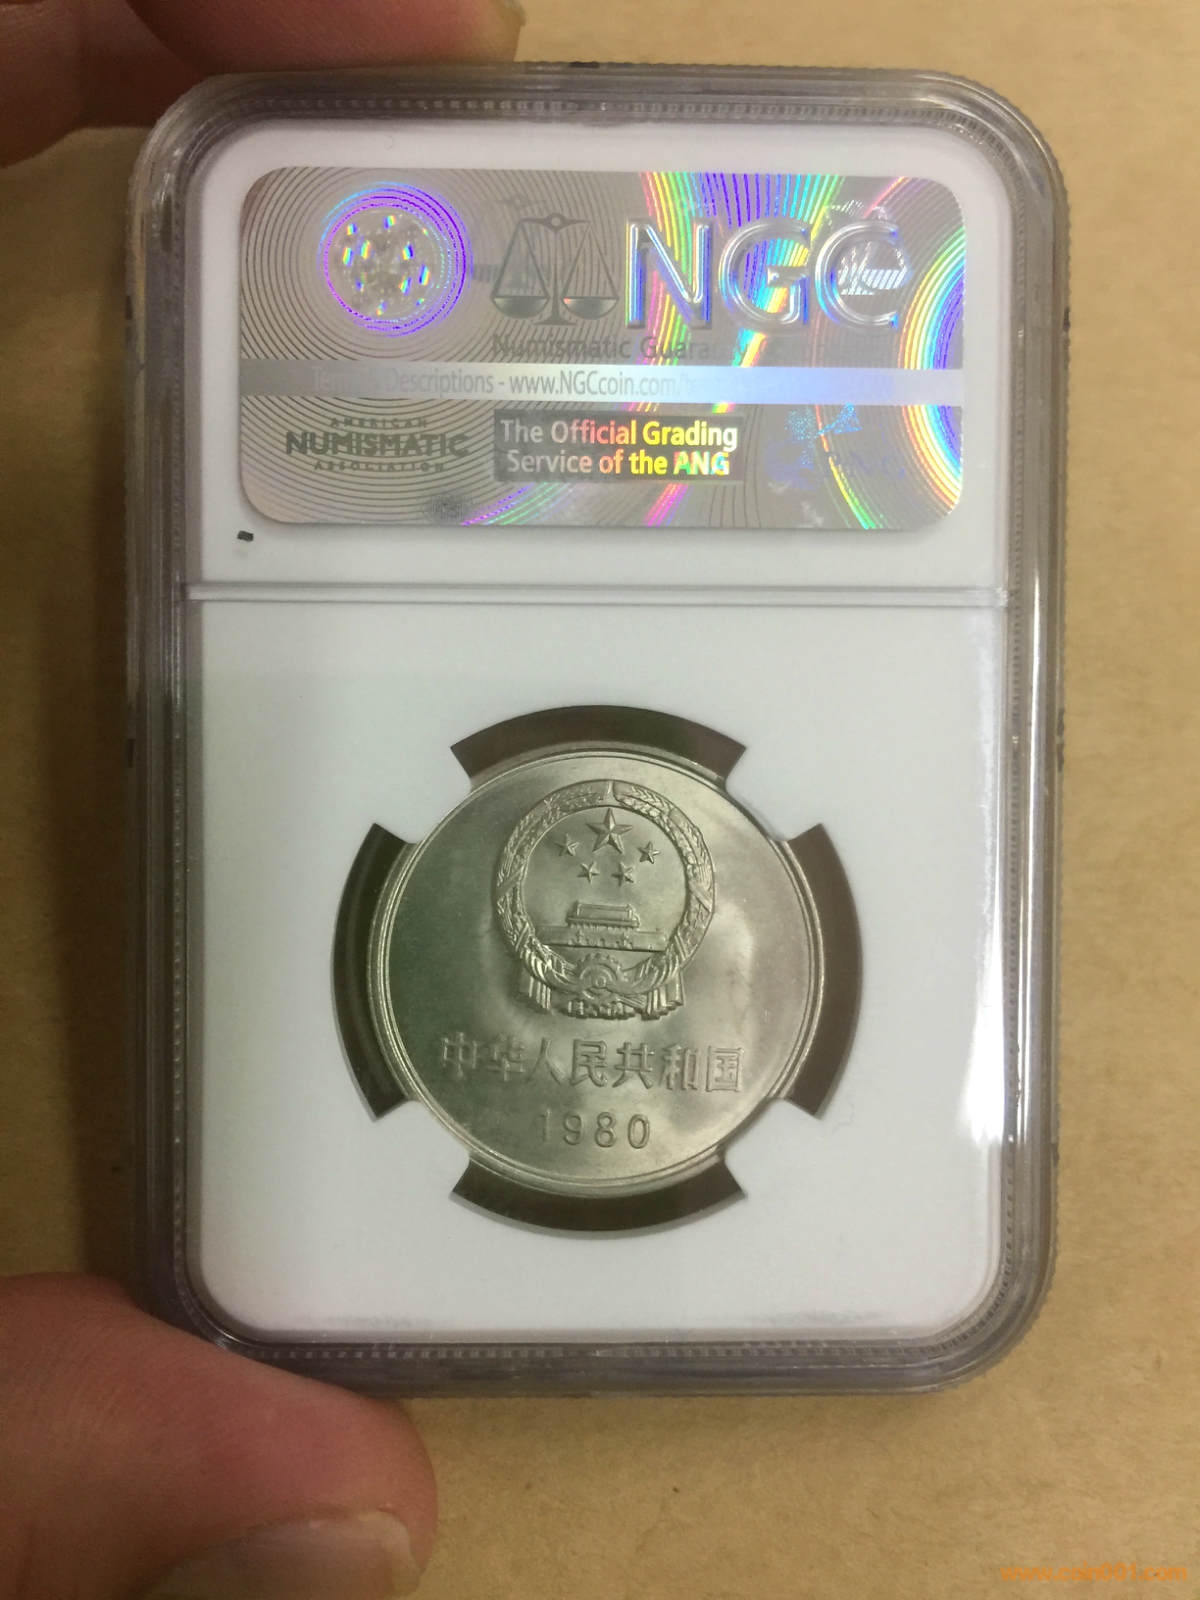 NGC
Numismatic
Descriptions - www.NGCcoin.com
AMERICAN
NUMISMATIC
ASSOCIATION
The Official Grading
Service of the ANG
中华人民共和国
1980
www.coin001.com